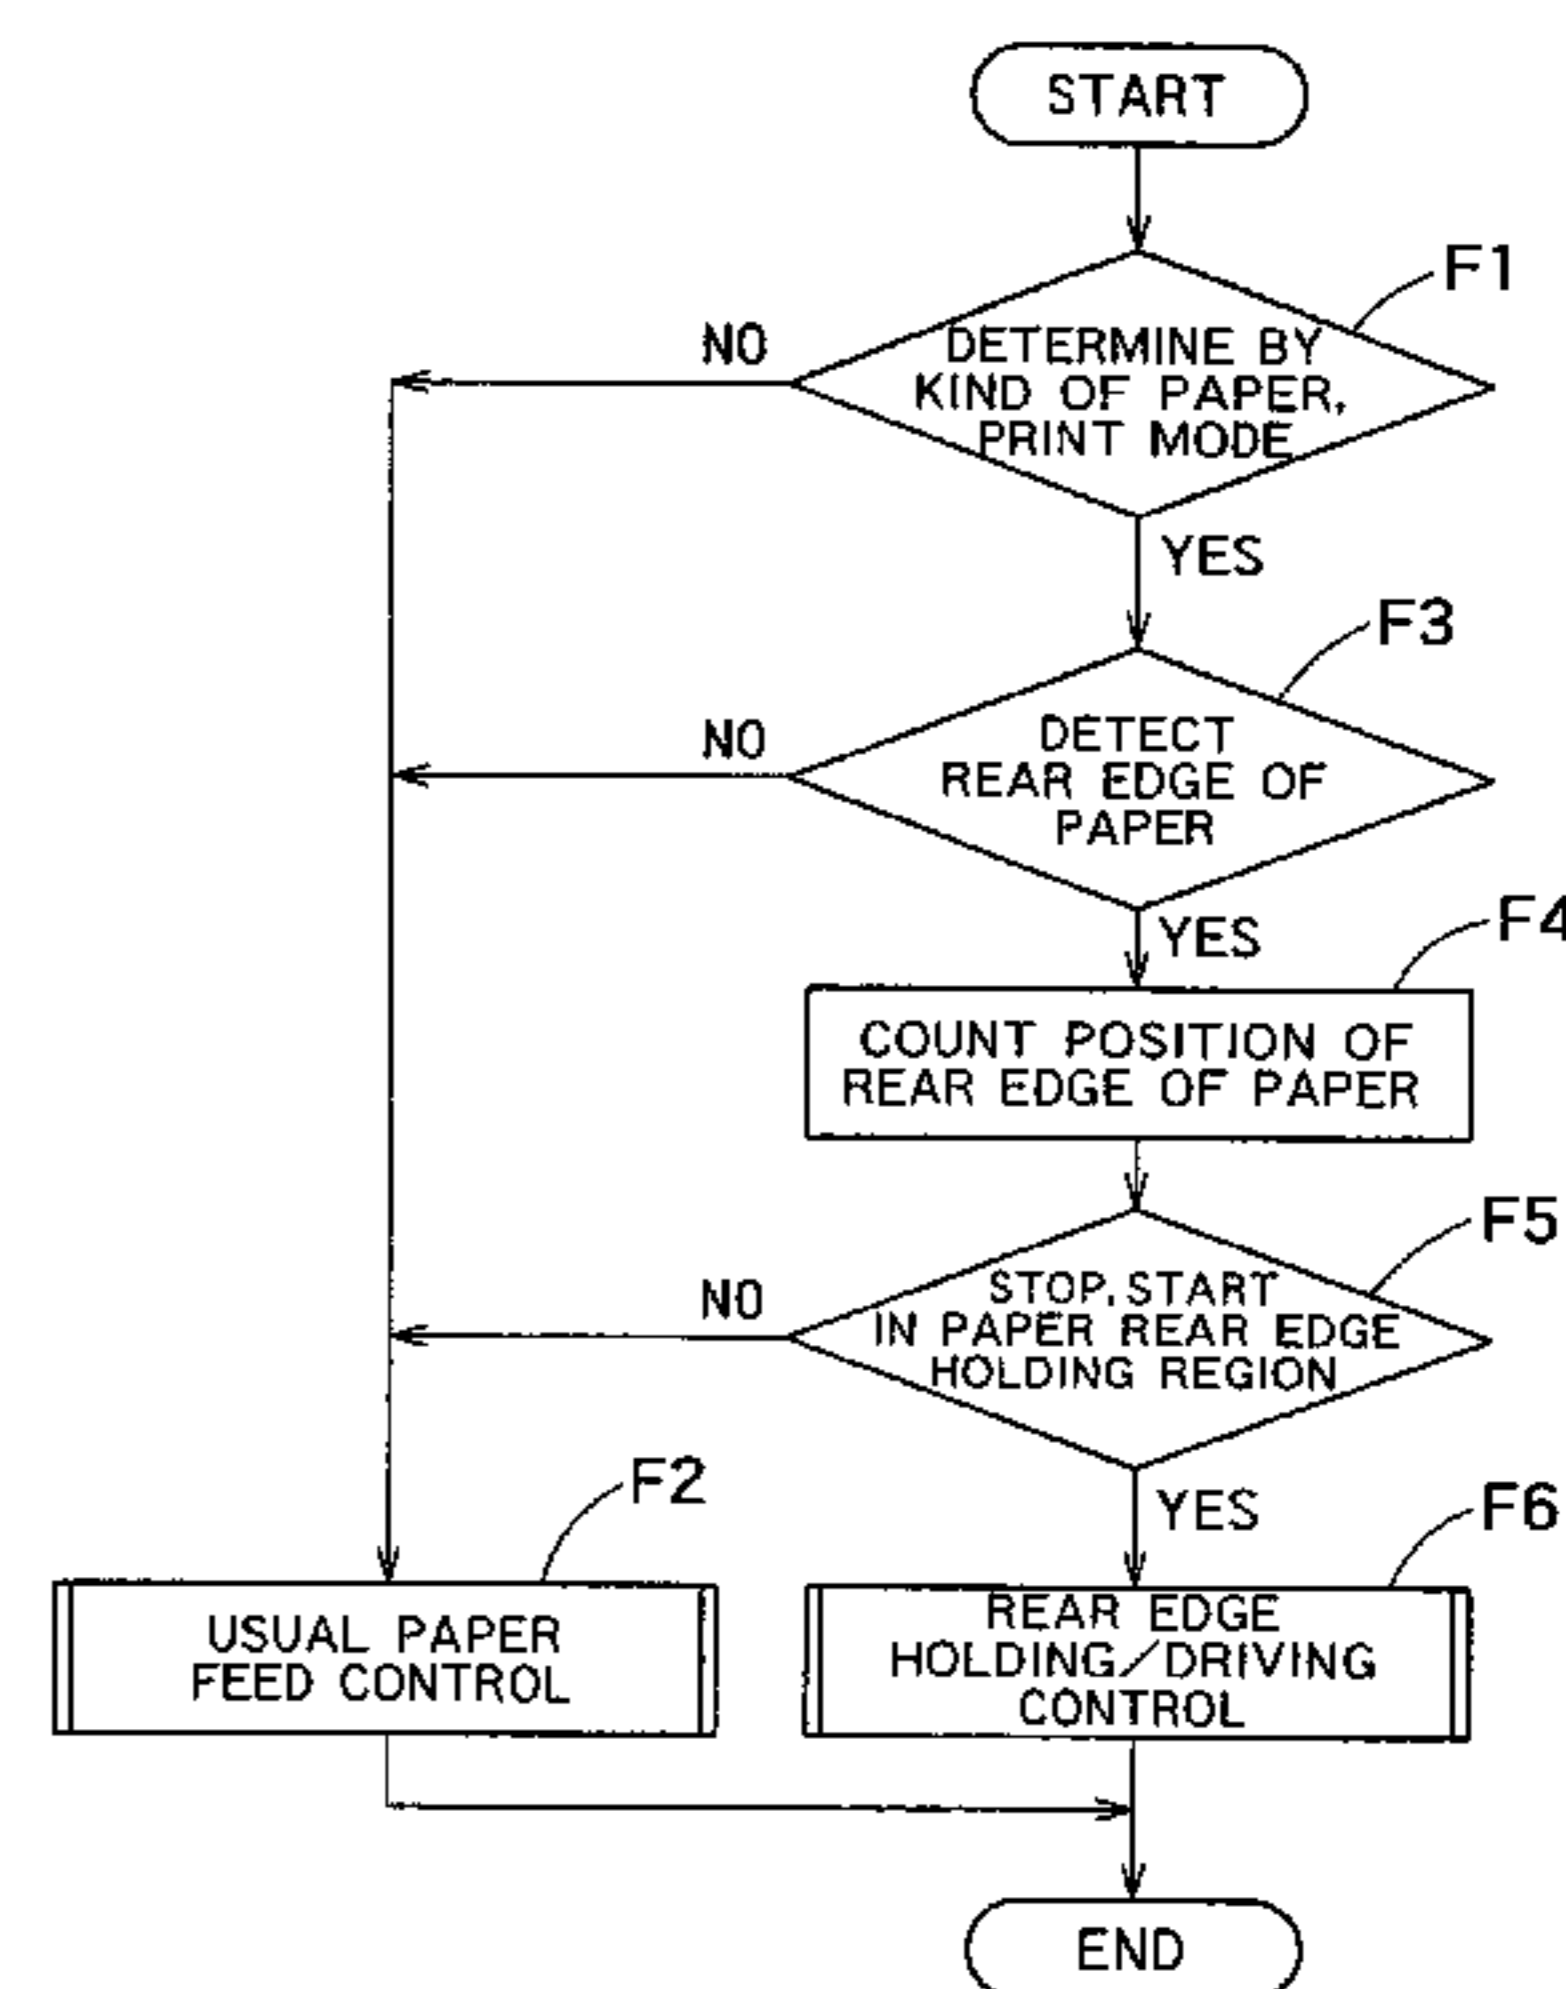 START
F1
NO
DETERMINE BY
KIND OF PAPER,
PRINT MODE
YES
F3
NO
DETECT
REAR EDGE OF
PAPER
YES
F4
COUNT POSITION OF
REAR EDGE OF PAPER
F5
NO
STOP, START
IN PAPER REAR EDGE
HOLDING REGION
YES
F2
F6
USUAL PAPER
FEED CONTROL
REAR EDGE
HOLDING/DRIVING
CONTROL
END